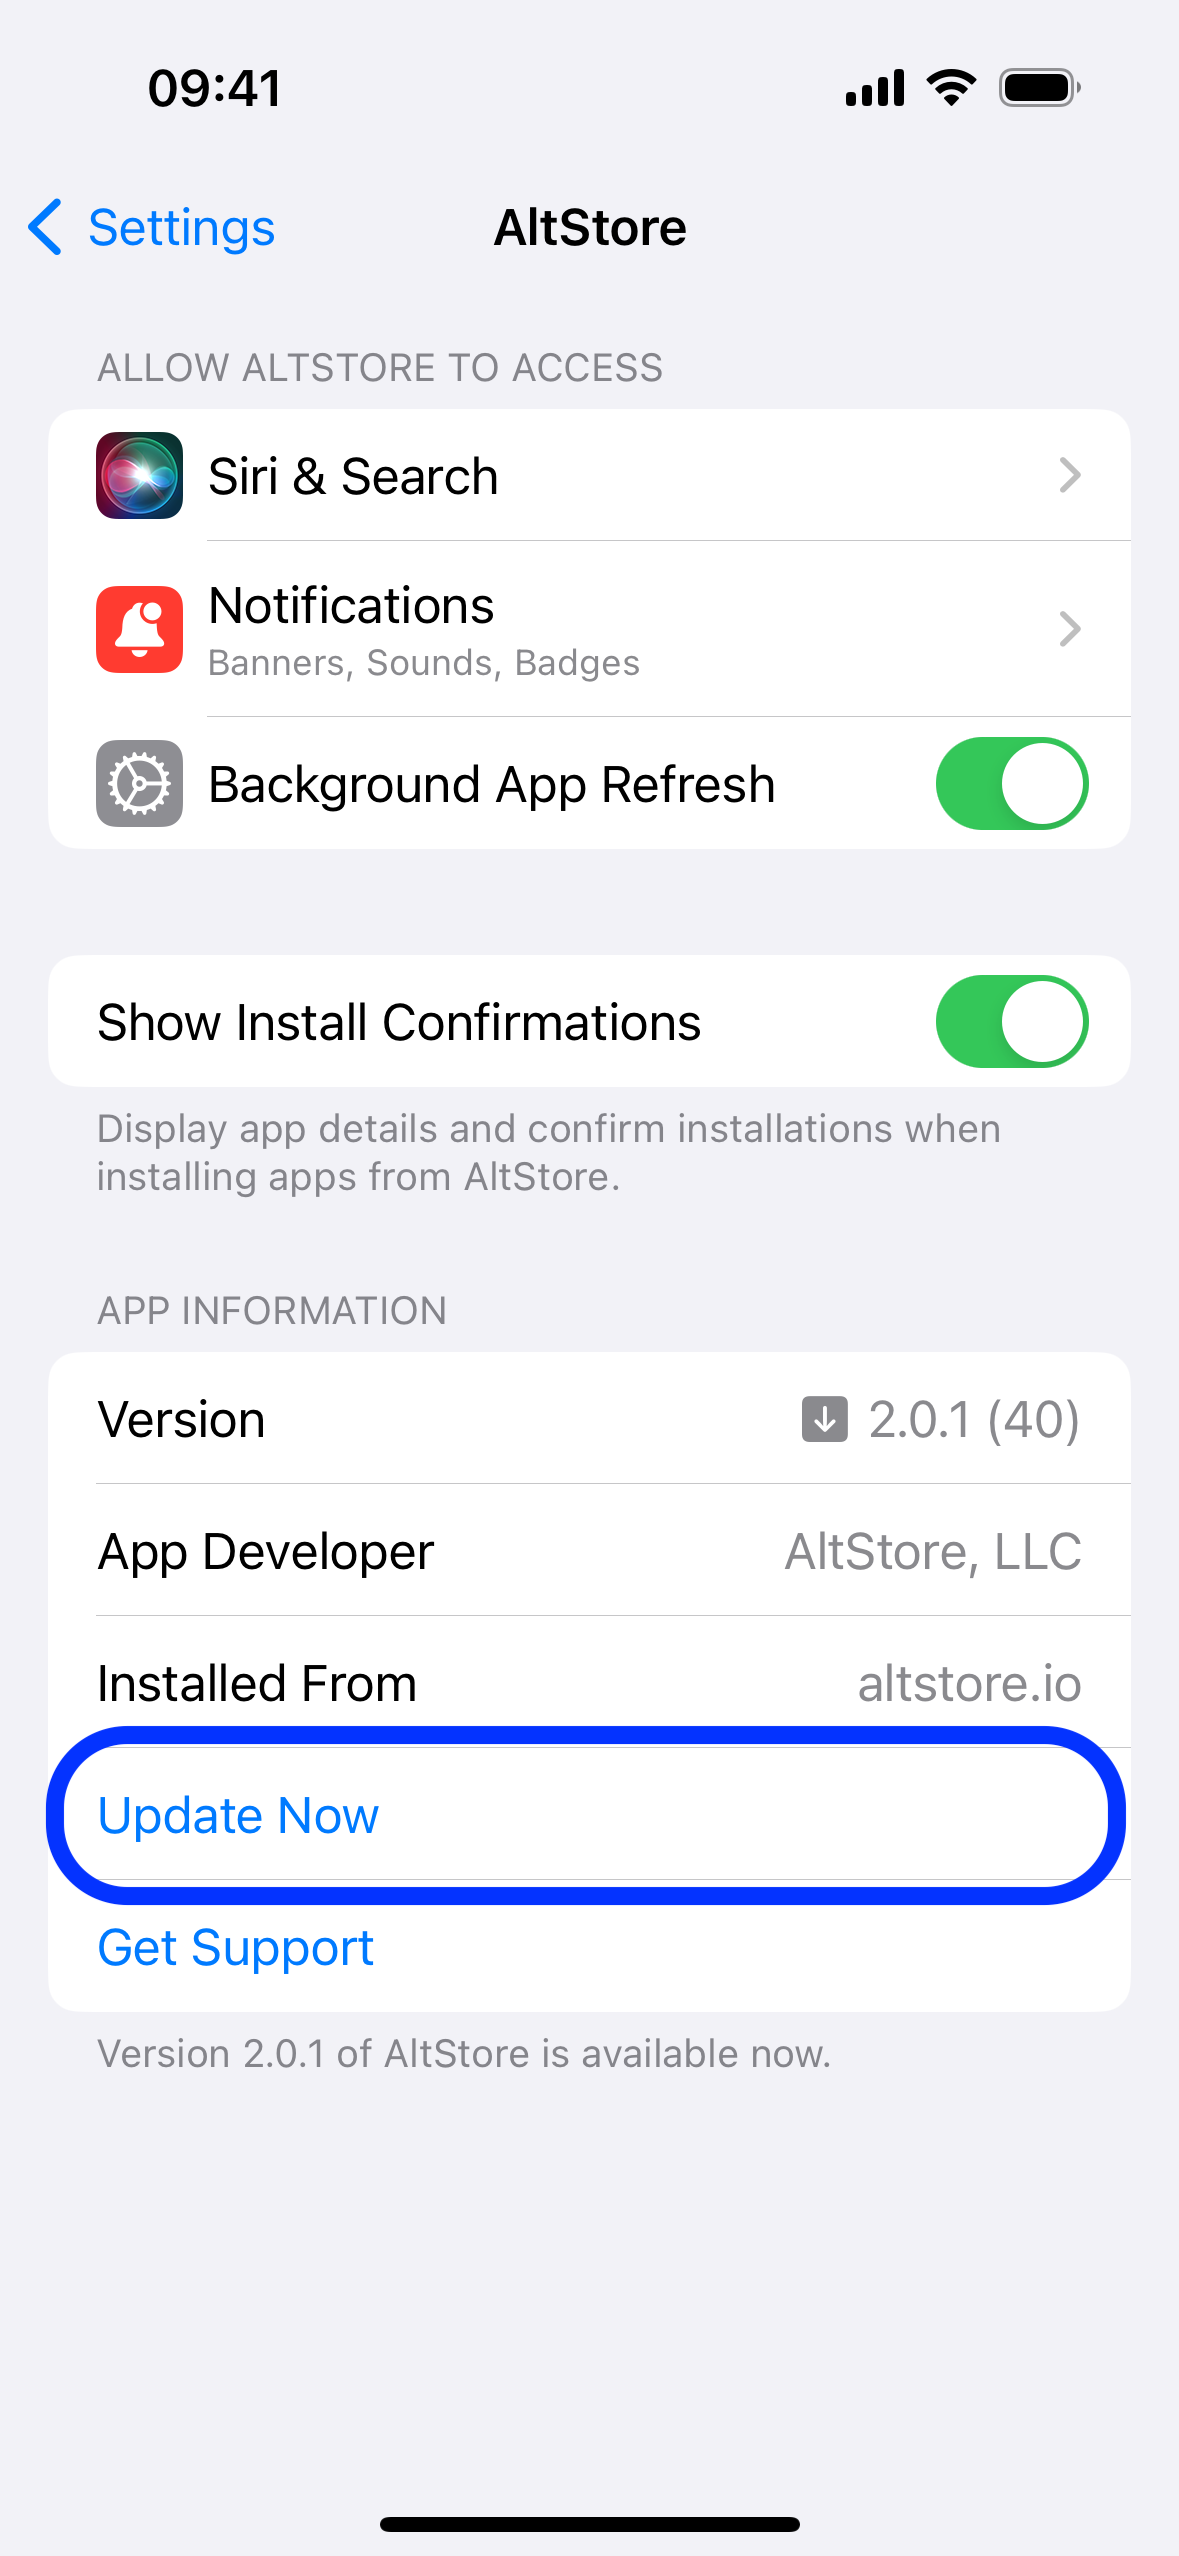 09:41
Settings
AltStore
ALLOW ALTSTORE TO ACCESS
Siri & Search
Notifications
Banners, Sounds, Badges
Background App Refresh
Show Install Confirmations
Display app details and confirm installations when
installing apps from AltStore.
APP INFORMATION
Version 2.0.1 (40)
App Developer AltStore, LLC
Installed From altstore.io
Update Now
Get Support
Version 2.0.1 of AltStore is available now.